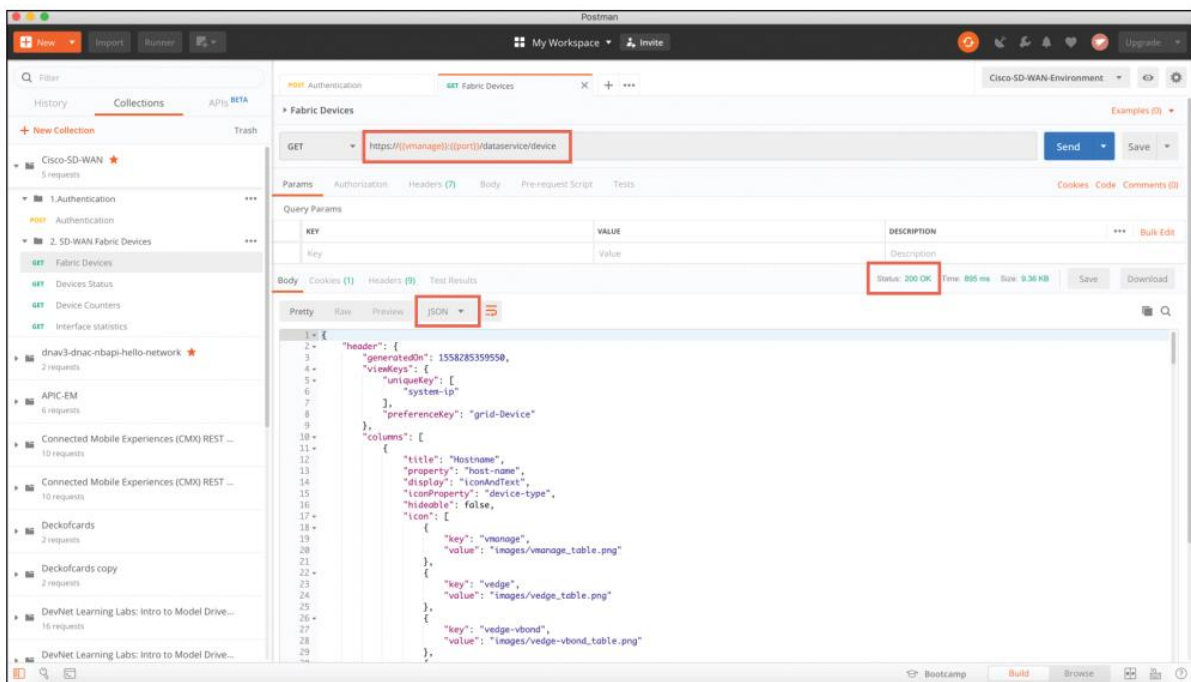 Postman
New
Import
Runner
My Workspace
Invite
Upgrade
Filter
History
Collections
APIs BETA
+ New Collection
Trash
Cisco-SD-WAN
5 requests
1.Authentication
POST Authentication
2. SD-WAN Fabric Devices
GET Fabric Devices
GET Devices Status
GET Device Counters
GET Interface statistics
dnav3-dnac-nbapi-hello-network
2 requests
APIC-EM
6 requests
Connected Mobile Experiences (CMX) REST ...
10 requests
Connected Mobile Experiences (CMX) REST ...
10 requests
Deckofcards
2 requests
Deckofcards copy
2 requests
DevNet Learning Labs: Intro to Model Drive...
16 requests
DevNet Learning Labs: Intro to Model Drive...
POST Authentication
GET Fabric Devices
Cisco-SD-WAN-Environment
Fabric Devices
Examples (0)
GET
https://{{vmanage}}:{{port}}/dataservice/device
Send
Save
Params
Authorization
Headers (7)
Body
Pre-request Script
Tests
Cookies
Code
Comments (0)
Query Params
KEY
VALUE
DESCRIPTION
Bulk Edit
Key
Value
Description
Body
Cookies (1)
Headers (9)
Test Results
Status: 200 OK
Time: 895 ms
Size: 9.36 KB
Save
Download
Pretty
Raw
Preview
JSON
1 {
2 "header": {
3 "generatedOn": 1558285359550,
4 "viewKeys": {
5 "uniqueKey": [
6 "system-ip"
7 ],
8 "preferenceKey": "grid-Device"
9 },
10 "columns": [
11 {
12 "title": "Hostname",
13 "property": "host-name",
14 "display": "iconAndText",
15 "iconProperty": "device-type",
16 "hideable": false,
17 "icon": [
18 {
19 "key": "vmanage",
20 "value": "images/vmanage_table.png"
21 },
22 {
23 "key": "vedge",
24 "value": "images/vedge_table.png"
25 },
26 {
27 "key": "vedge-vbond",
28 "value": "images/vedge-vbond_table.png"
29 },
Bootcamp
Build
Browse